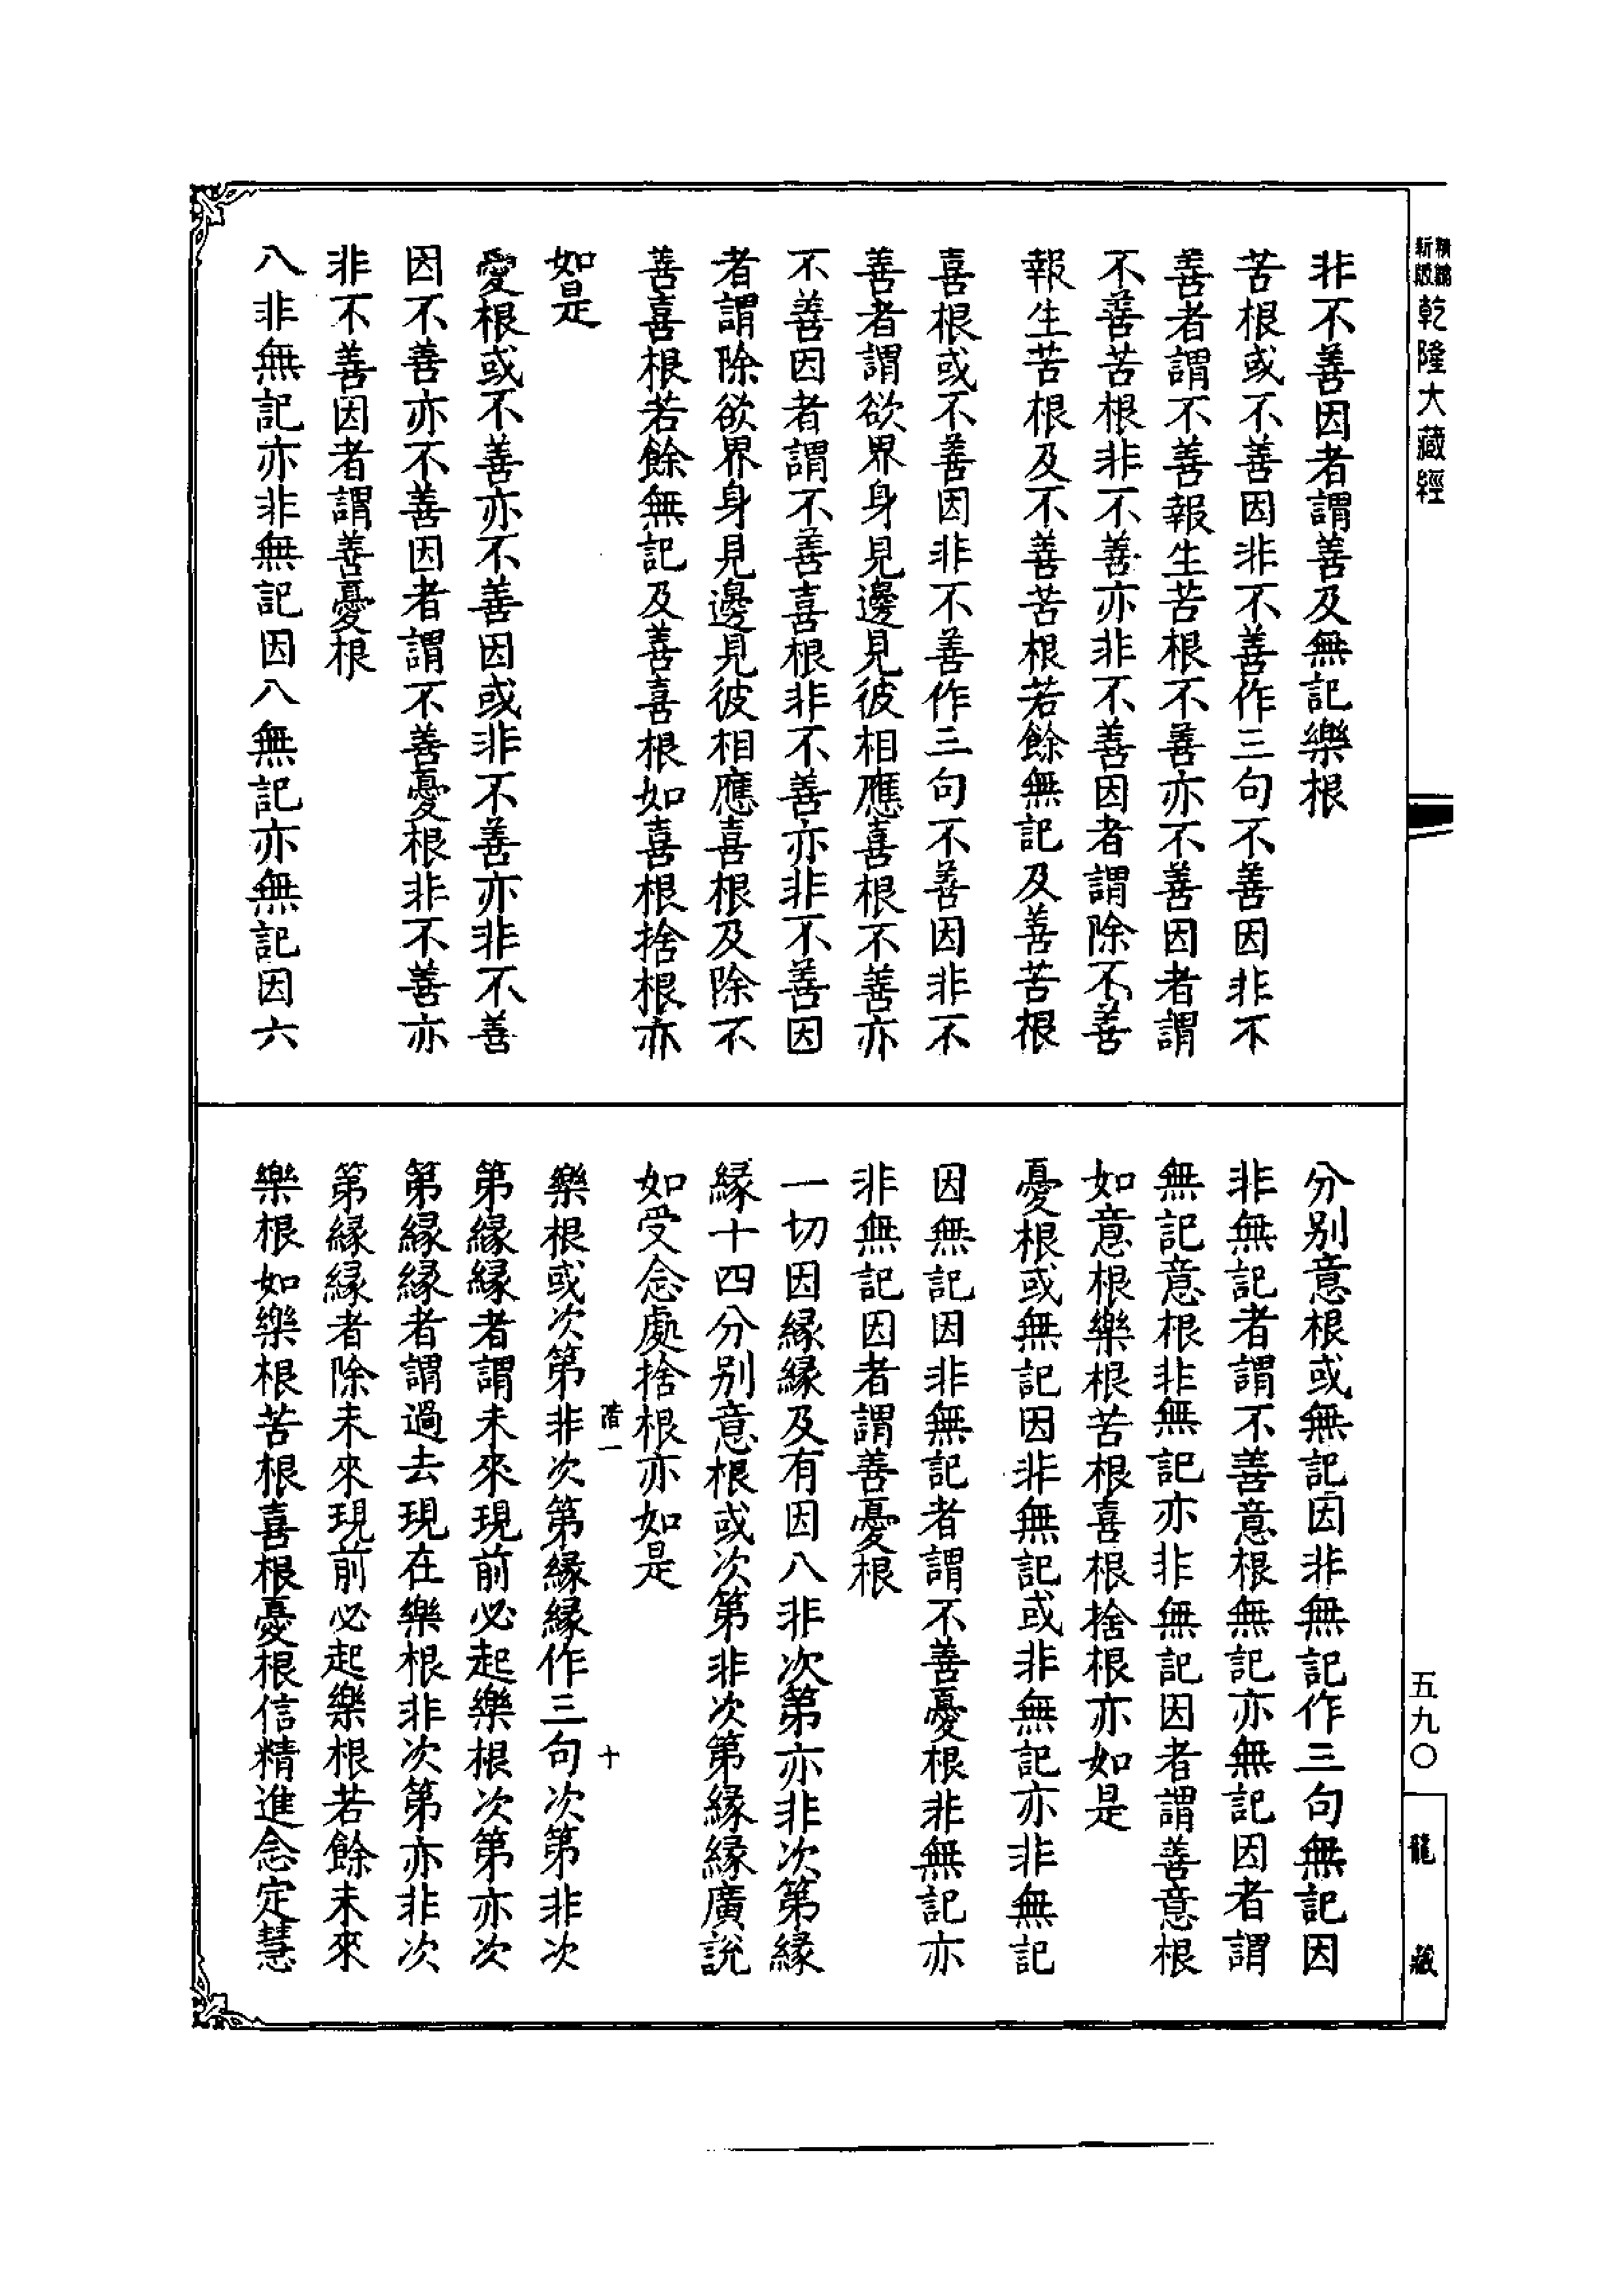 精編新版乾隆大藏經
非不善因者謂善及無記樂根
苦根或不善因非不善作三句不善因非不
善者謂不善報生苦根不善亦不善因者謂
不善苦根非不善亦非不善因者謂除不善
報生苦根及不善苦根若餘無記及善苦根
喜根或不善因非不善作三句不善因非不
善者謂欲界身見邊見彼相應喜根不善亦
不善因者謂不善喜根非不善亦非不善因
者謂除欲界身見邊見彼相應喜根及除不
善喜根若餘無記及善喜根如喜根捨根亦
如是
憂根或不善亦不善因或非不善亦非不善
因不善亦不善因者謂不善憂根非不善亦
非不善因者謂善憂根
八非無記亦非無記因八無記亦無記因六
分別意根或無記因非無記作三句無記因
非無記者謂不善意根無記亦無記因者謂
無記意根非無記亦非無記因者謂善意根
如意根樂根苦根喜根捨根亦如是
憂根或無記因非無記或非無記亦非無記
因無記因非無記者謂不善憂根非無記亦
非無記因者謂善憂根
一切因緣緣及有因八非次第亦非次第緣
緣十四分別意根或次第非次第緣緣廣說
如受念處捨根亦如是
階一 十
樂根或次第非次第緣緣作三句次第非次
第緣緣者謂未來現前必起樂根次第亦次
第緣緣者謂過去現在樂根非次第亦非次
第緣緣者除未來現前必起樂根若餘未來
樂根如樂根苦根喜根憂根信精進念定慧
五九〇
龍藏